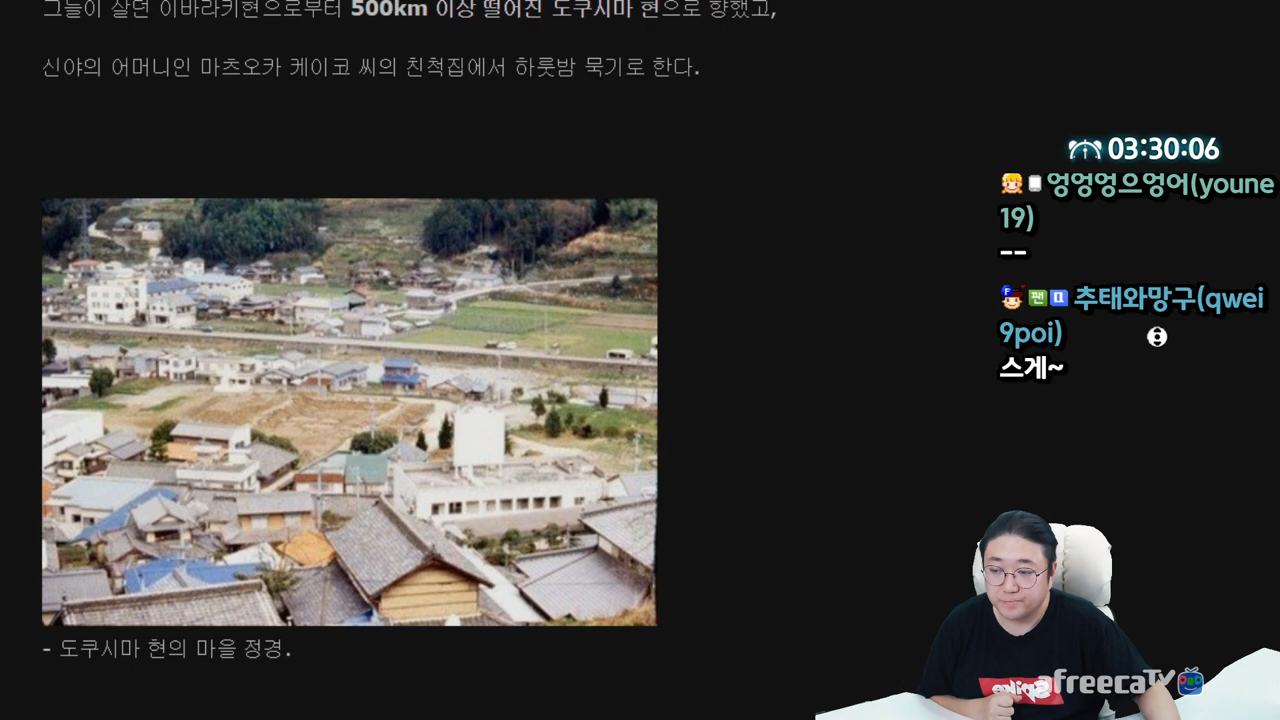 그들이 살던 이바라키현으로부터 500km 이상 떨어진 도쿠시마 현으로 향했고,
신야의 어머니인 마츠오카 케이코 씨의 친척집에서 하룻밤 묵기로 한다.
03:30:06
엉엉엉으엉어(youne
19)
--
F 팬 추태와망구(qwei
9poi)
스게~
- 도쿠시마 현의 마을 정경.
afreecaTV